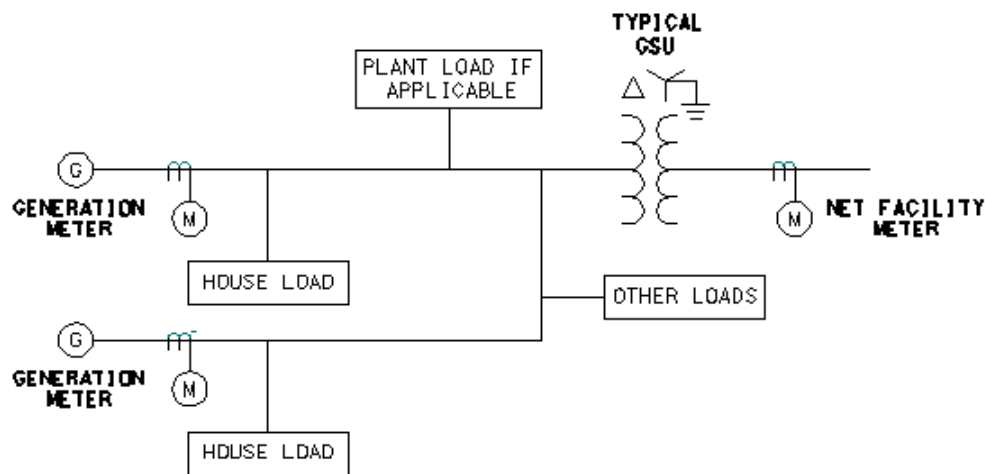 TYPICAL
GSU
PLANT LOAD IF
APPLICABLE
G
GENERATION
METER
M
M
NET FACILITY
METER
HOUSE LOAD
OTHER LOADS
G
GENERATION
METER
M
HOUSE LOAD